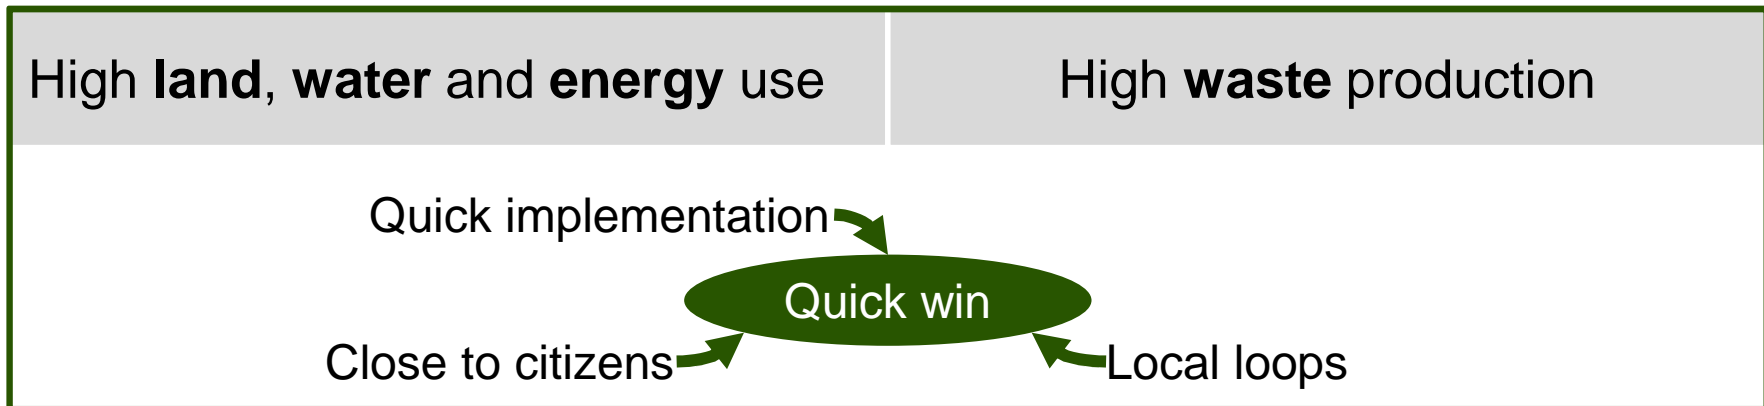 High land, water and energy use
High waste production
Quick implementation
Quick win
Close to citizens
Local loops